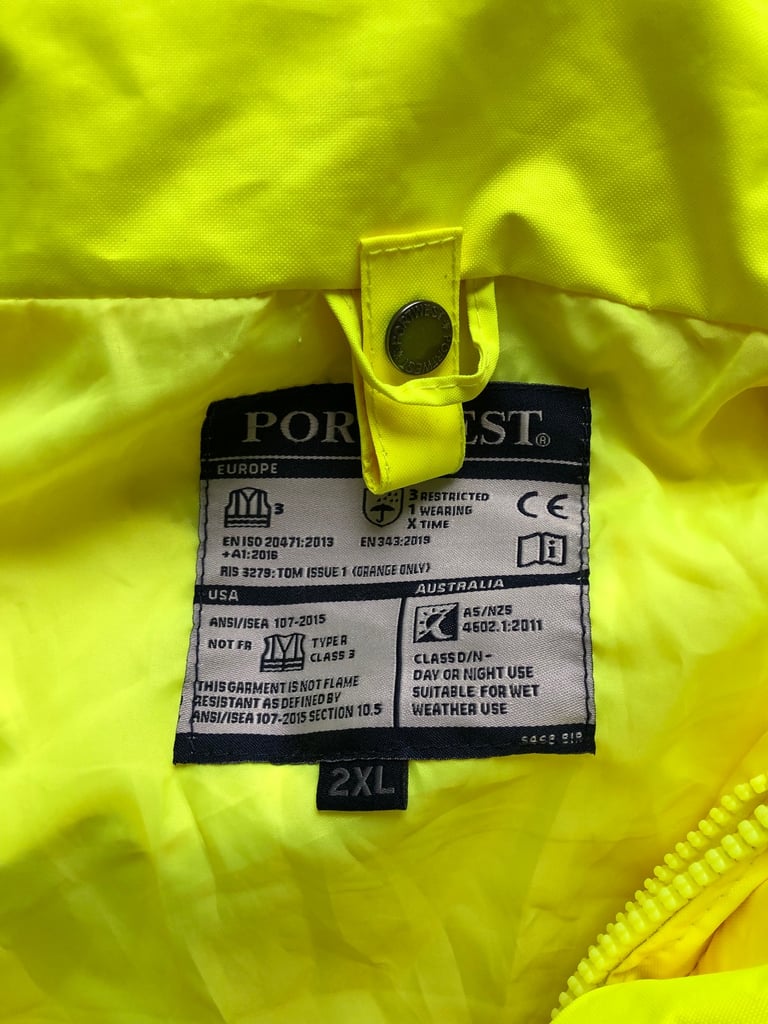 PORTWEST PORTWEST
POR EST®
EUROPE
3
3 RESTRICTED
1 WEARING
X TIME
CE
EN ISO 20471:2013
+A1:2016
EN 343:2019
i
RIS 3279:TOM ISSUE 1 (ORANGE ONLY)
USA
ANSI/ISEA 107-2015
NOT FR
TYPE R
CLASS 3
THIS GARMENT IS NOT FLAME
RESISTANT AS DEFINED BY
ANSI/ISEA 107-2015 SECTION 10.5
AUSTRALIA
AS/NZS
4602.1:2011
CLASS D/N -
DAY OR NIGHT USE
SUITABLE FOR WET
WEATHER USE
2XL